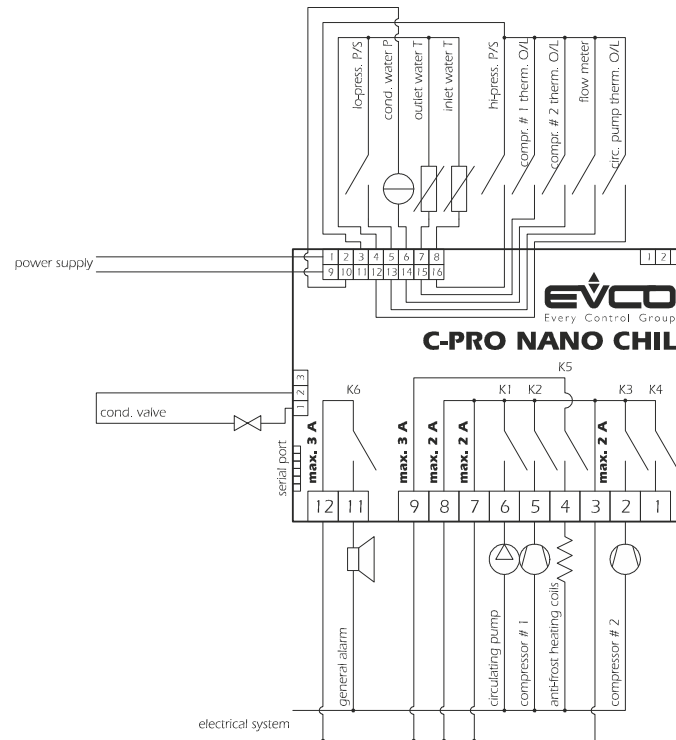 lo-press. P/S
cond. water P
outlet water T
inlet water T
hi-press. P/S
compr. # 1 therm. O/L
compr. # 2 therm. O/L
flow meter
circ. pump therm. O/L
power supply
1 2 3 4 5 6 7 8
9 10 11 12 13 14 15 16
1 2
EVCO
Every Control Group
C-PRO NANO CHIL
K5
3
2
1
K6
K1 K2
K3 K4
cond. valve
serial port
max. 3 A
max. 3 A
max. 2 A
max. 2 A
max. 2 A
12 11
9 8 7 6 5 4 3 2 1
general alarm
circulating pump
compressor # 1
anti-frost heating coils
compressor # 2
electrical system